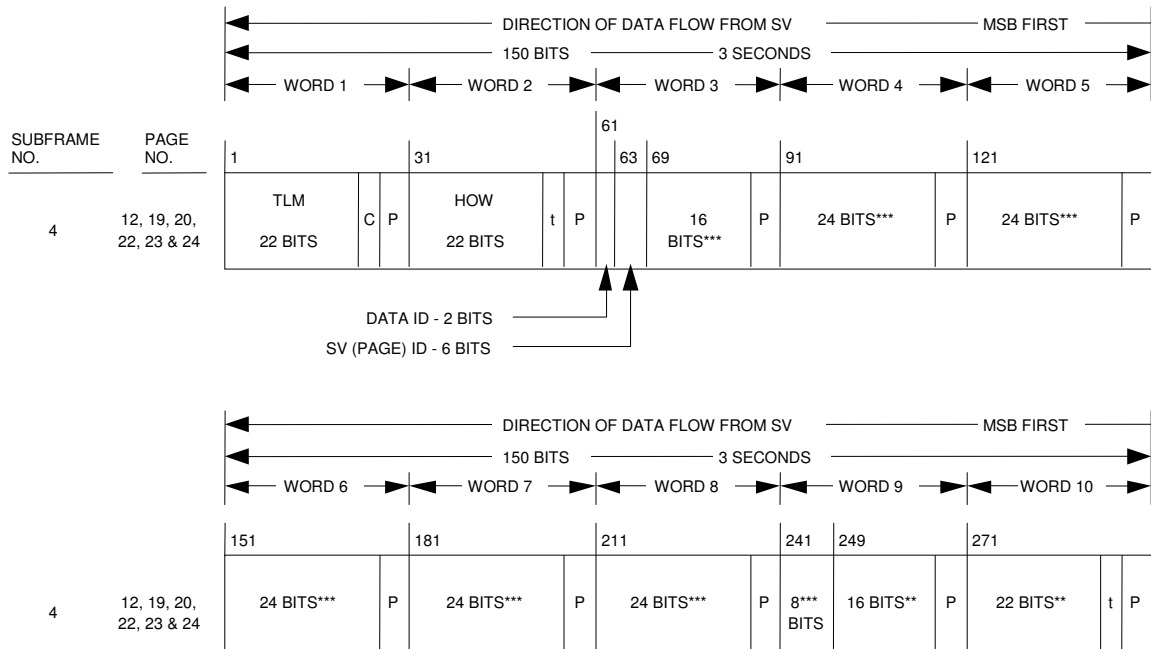 DIRECTION OF DATA FLOW FROM SV MSB FIRST
150 BITS 3 SECONDS
WORD 1 WORD 2 WORD 3 WORD 4 WORD 5
SUBFRAME NO. PAGE NO.
1 31 61 63 69 91 121
4
12, 19, 20,
22, 23 & 24
TLM
22 BITS
C P
HOW
22 BITS
t P
16
BITS***
P
24 BITS*** P
24 BITS*** P
DATA ID - 2 BITS
SV (PAGE) ID - 6 BITS
DIRECTION OF DATA FLOW FROM SV MSB FIRST
150 BITS 3 SECONDS
WORD 6 WORD 7 WORD 8 WORD 9 WORD 10
151 181 211 241 249 271
4
12, 19, 20,
22, 23 & 24
24 BITS*** P
24 BITS*** P
24 BITS*** P
8***
BITS
16 BITS** P
22 BITS** t P